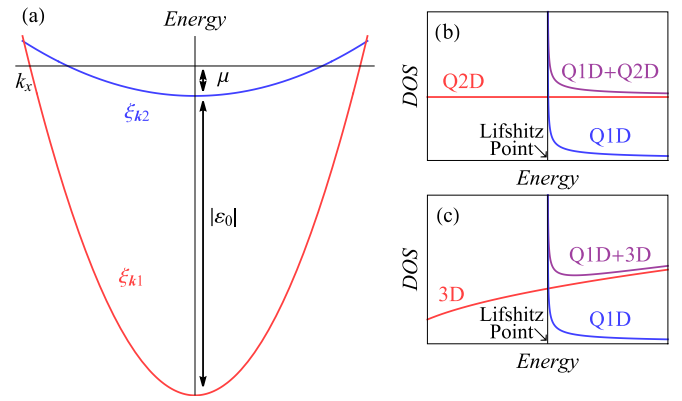 (a)
Energy
k_x
μ
ξ_k2
|ε_0|
ξ_k1
(b)
DOS
Q2D
Q1D+Q2D
Lifshitz
Point
Q1D
Energy
(c)
DOS
3D
Q1D+3D
Lifshitz
Point
Q1D
Energy